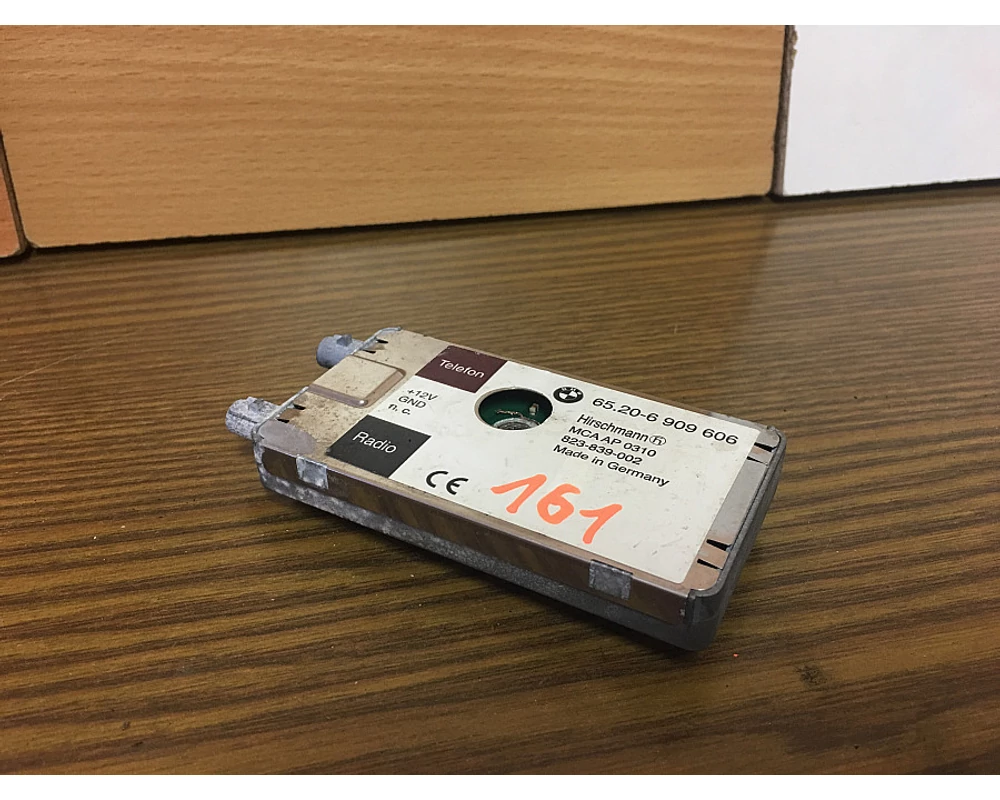 Telefon
+12V
GND
n. c.
Radio
65.20-6 909 606
Hirschmann
MCA AP 0310
823-839-002
Made in Germany
CE
161